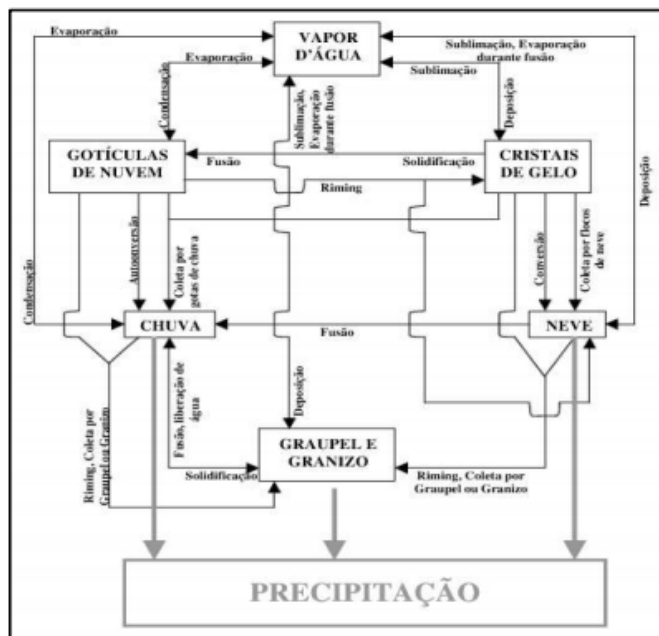 Evaporação
VAPOR
D'ÁGUA
Sublimação, Evaporação
durante fusão
Evaporação
Sublimação
Condensação
Sublimação,
Evaporação
durante fusão
Deposição
GOTÍCULAS
DE NUVEM
Fusão
Solidificação
CRISTAIS
DE GELO
Riming
Deposição
Condensação
Autoconversão
Coleta por
gotas de chuva
Conversão
Coleta por flocos
de neve
CHUVA
Fusão
NEVE
Riming, Coleta por
Graupel ou Granizo
Fusão, liberação de
água
Deposição
GRAUPEL E
GRANIZO
Solidificação
Riming, Coleta por
Graupel ou Granizo
PRECIPITAÇÃO